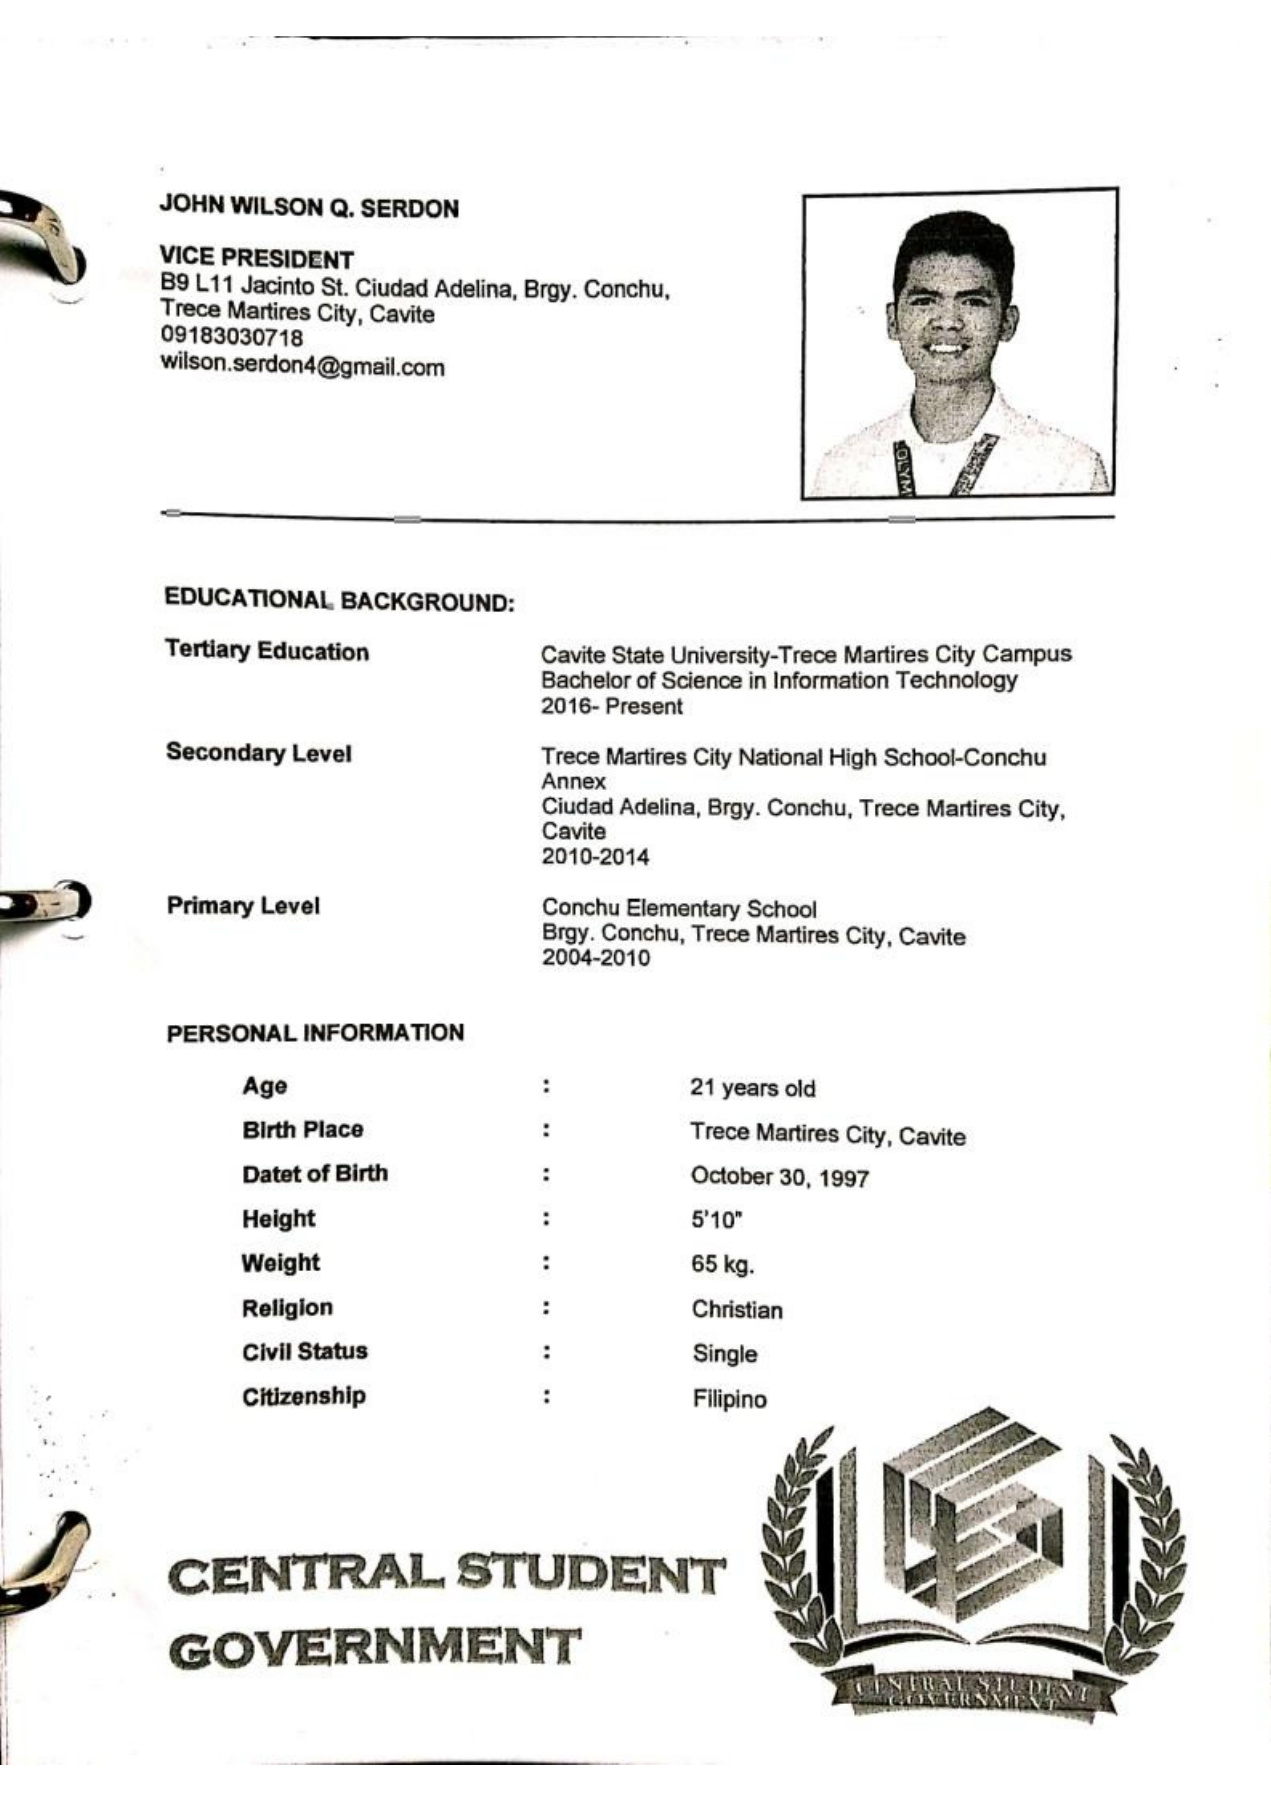 JOHN WILSON Q. SERDON
VICE PRESIDENT
B9 L11 Jacinto St. Ciudad Adelina, Brgy. Conchu,
Trece Martires City, Cavite
09183030718
wilson.serdon4@gmail.com
OLYM
EDUCATIONAL BACKGROUND:
Tertiary Education
Cavite State University-Trece Martires City Campus
Bachelor of Science in Information Technology
2016- Present
Secondary Level
Trece Martires City National High School-Conchu
Annex
Ciudad Adelina, Brgy. Conchu, Trece Martires City,
Cavite
2010-2014
Primary Level
Conchu Elementary School
Brgy. Conchu, Trece Martires City, Cavite
2004-2010
PERSONAL INFORMATION
Age : 21 years old
Birth Place : Trece Martires City, Cavite
Datet of Birth : October 30, 1997
Height : 5'10"
Weight : 65 kg.
Religion : Christian
Civil Status : Single
Citizenship : Filipino
CENTRAL STUDENT
GOVERNMENT
CENTRAL STUDENT
GOVERNMENT